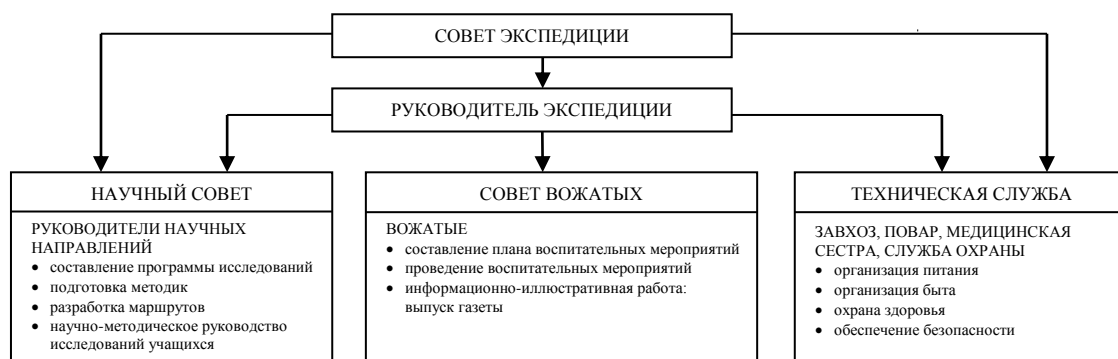 СОВЕТ ЭКСПЕДИЦИИ
РУКОВОДИТЕЛЬ ЭКСПЕДИЦИИ
НАУЧНЫЙ СОВЕТ
РУКОВОДИТЕЛИ НАУЧНЫХ
НАПРАВЛЕНИЙ
• составление программы исследований
• подготовка методик
• разработка маршрутов
• научно-методическое руководство
исследований учащихся
СОВЕТ ВОЖАТЫХ
ВОЖАТЫЕ
• составление плана воспитательных мероприятий
• проведение воспитательных мероприятий
• информационно-иллюстративная работа:
выпуск газеты
ТЕХНИЧЕСКАЯ СЛУЖБА
ЗАВХОЗ, ПОВАР, МЕДИЦИНСКАЯ
СЕСТРА, СЛУЖБА ОХРАНЫ
• организация питания
• организация быта
• охрана здоровья
• обеспечение безопасности